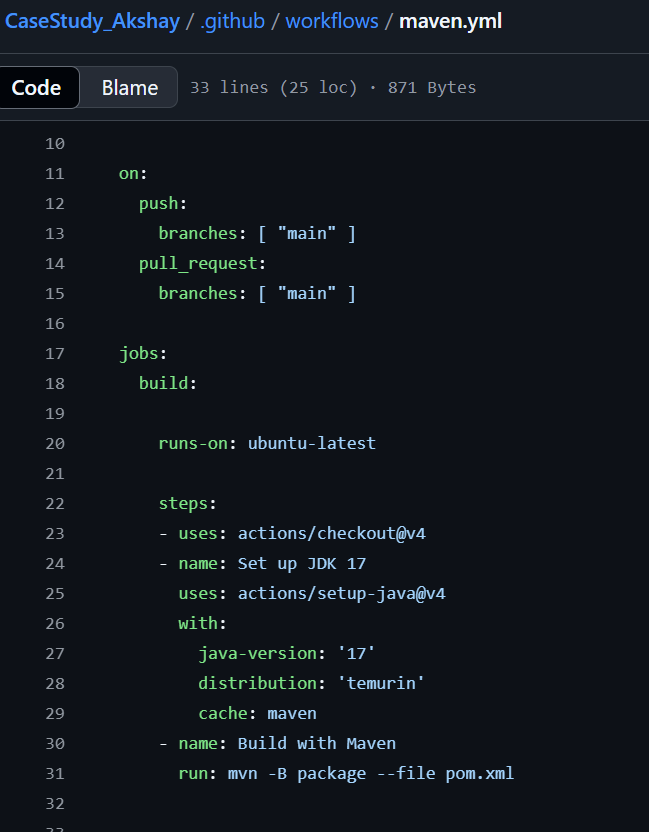 CaseStudy_Akshay / .github / workflows / maven.yml
Code Blame 33 lines (25 loc) · 871 Bytes
10
11 on:
12   push:
13     branches: [ "main" ]
14   pull_request:
15     branches: [ "main" ]
16
17 jobs:
18   build:
19
20     runs-on: ubuntu-latest
21
22     steps:
23     - uses: actions/checkout@v4
24     - name: Set up JDK 17
25       uses: actions/setup-java@v4
26       with:
27         java-version: '17'
28         distribution: 'temurin'
29         cache: maven
30     - name: Build with Maven
31       run: mvn -B package --file pom.xml
32